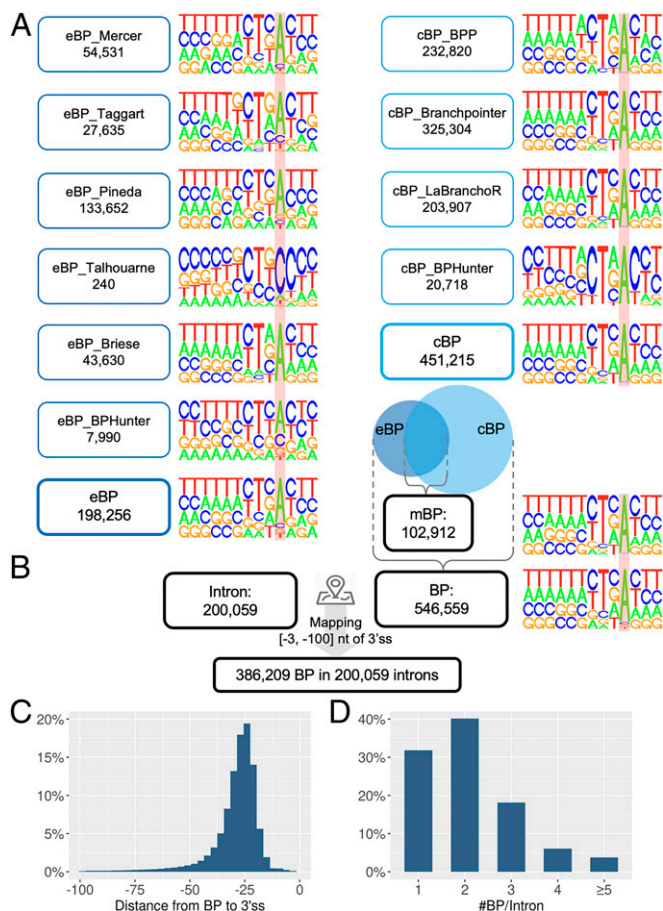 A
eBP_Mercer
54,531
eBP_Taggart
27,635
eBP_Pineda
133,652
eBP_Talhouarne
240
eBP_Briese
43,630
eBP_BPHunter
7,990
eBP
198,256
cBP_BPP
232,820
cBP_Branchpointer
325,304
cBP_LaBranchoR
203,907
cBP_BPHunter
20,718
cBP
451,215
eBP
cBP
mBP:
102,912
B
Intron:
200,059
Mapping
[-3, -100] nt of 3'ss
BP:
546,559
386,209 BP in 200,059 introns
C
20%
15%
10%
5%
0%
-100 -75 -50 -25 0
Distance from BP to 3'ss
D
40%
30%
20%
10%
0%
1 2 3 4 ≥5
#BP/Intron